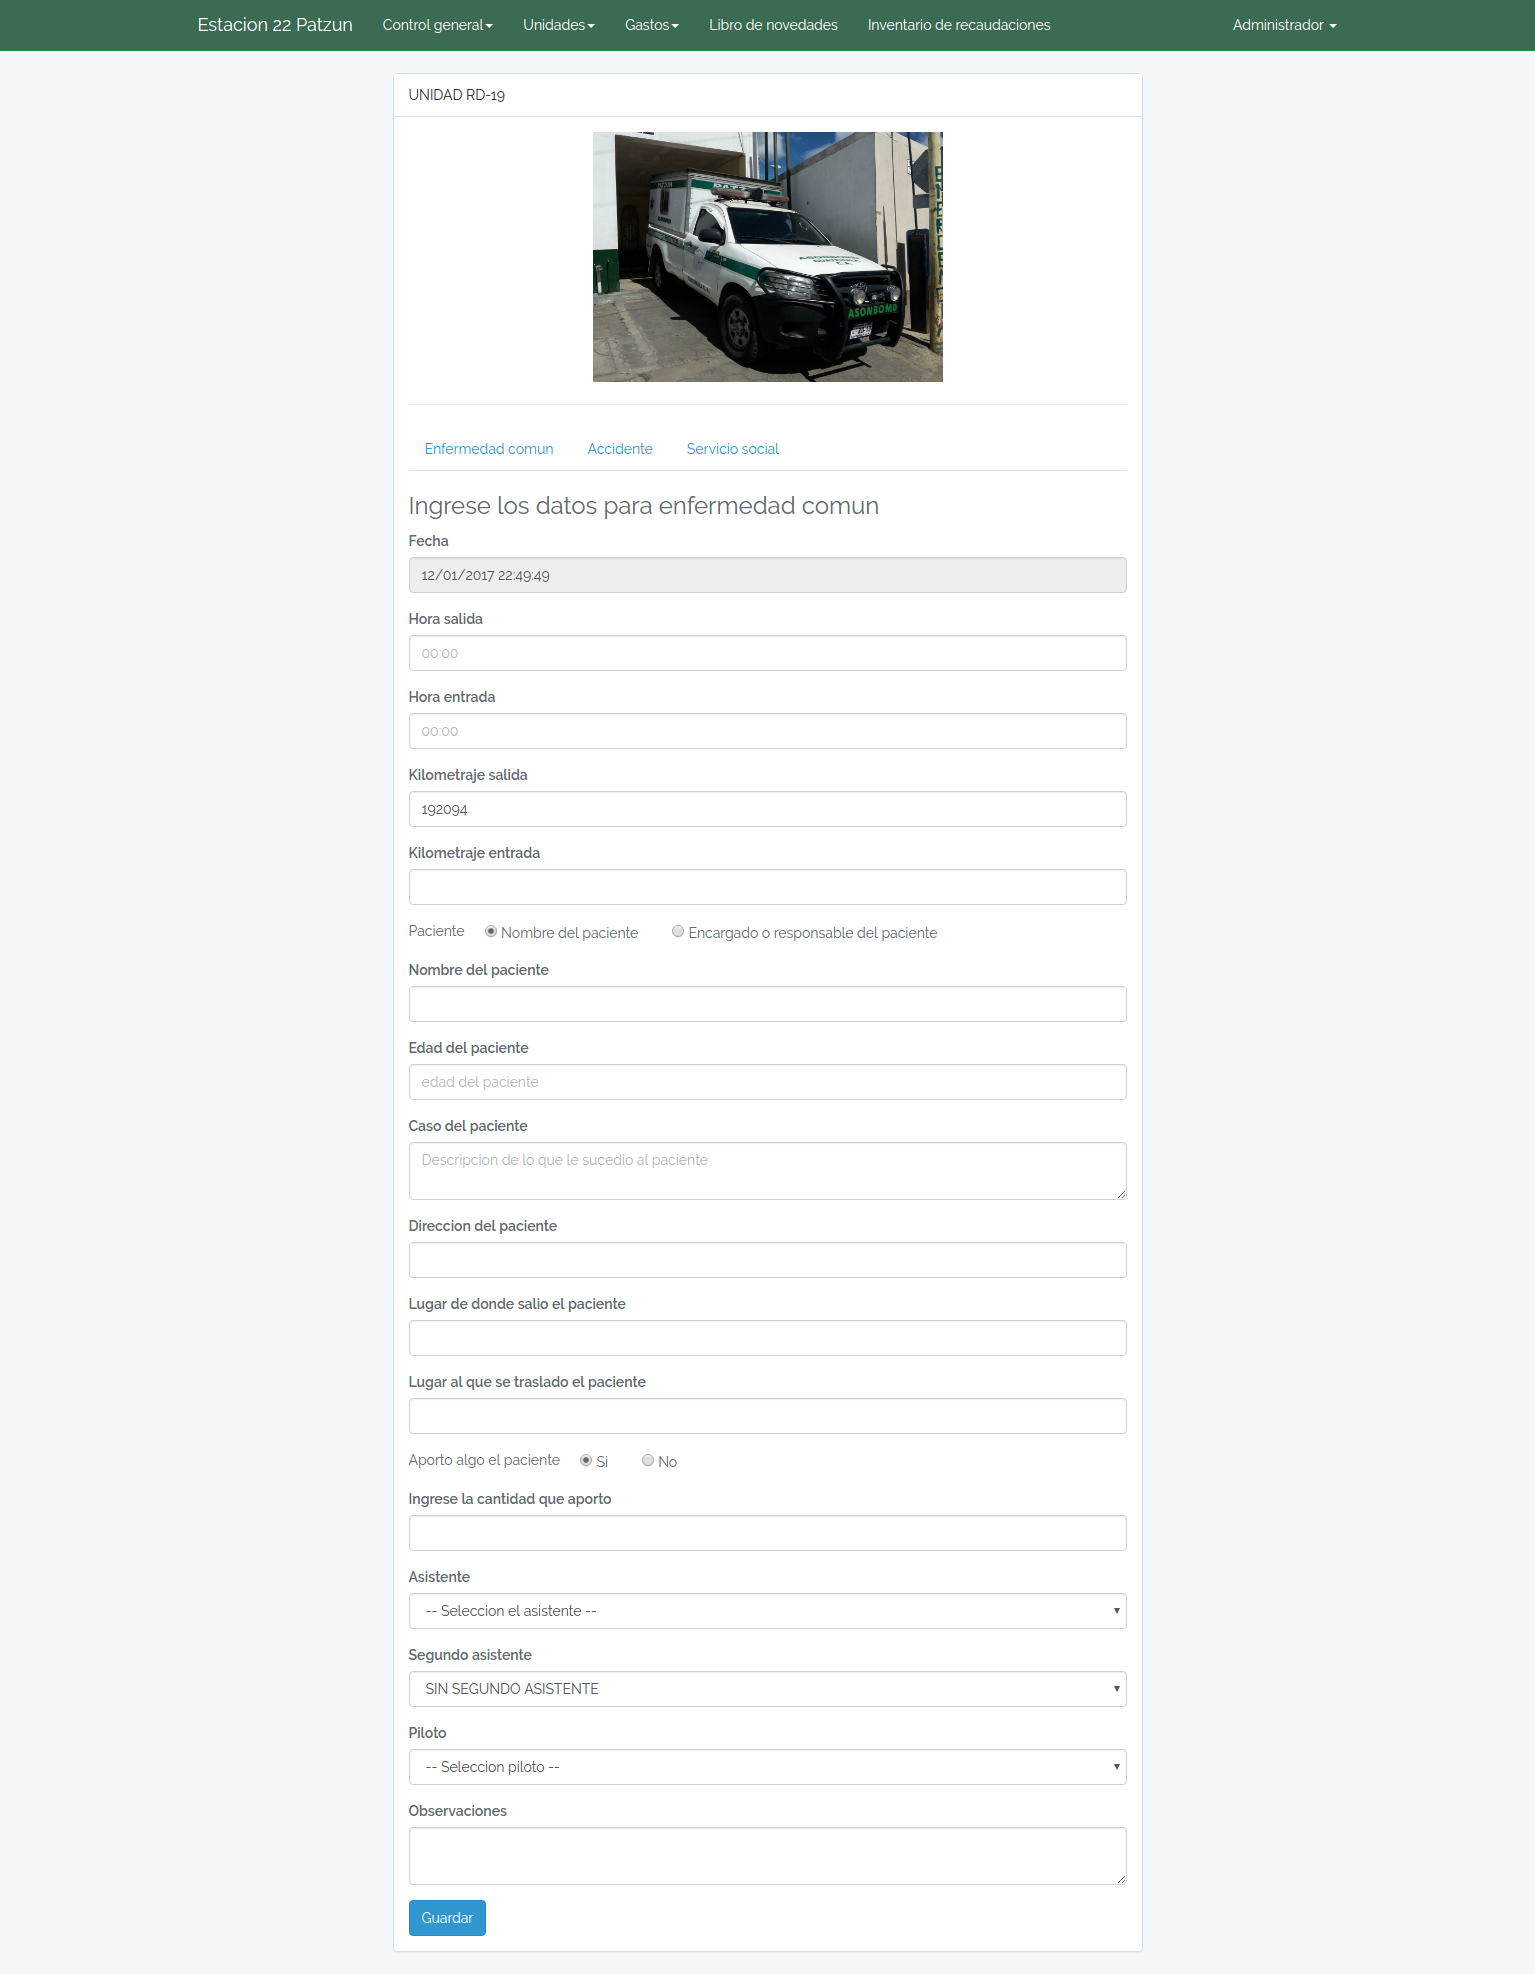 Estacion 22 Patzun Control general Unidades Gastos Libro de novedades Inventario de recaudaciones Administrador
UNIDAD RD-19
PATZUN
ASONBOMD
ASONBOMD
Enfermedad comun Accidente Servicio social
Ingrese los datos para enfermedad comun
Fecha
12/01/2017 22:49:49
Hora salida
00:00
Hora entrada
00:00
Kilometraje salida
192094
Kilometraje entrada
Paciente Nombre del paciente Encargado o responsable del paciente
Nombre del paciente
Edad del paciente
edad del paciente
Caso del paciente
Descripcion de lo que le sucedio al paciente
Direccion del paciente
Lugar de donde salio el paciente
Lugar al que se traslado el paciente
Aporto algo el paciente Si No
Ingrese la cantidad que aporto
Asistente
-- Seleccion el asistente --
Segundo asistente
SIN SEGUNDO ASISTENTE
Piloto
-- Seleccion piloto --
Observaciones
Guardar